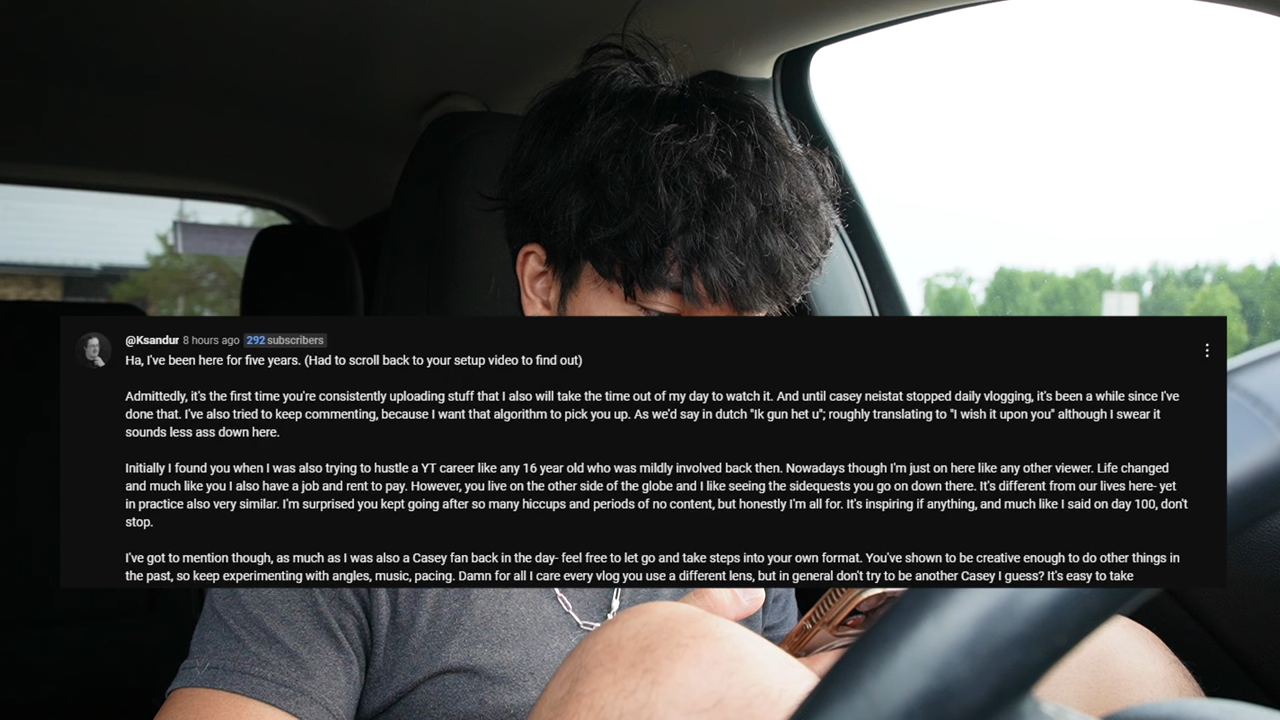 @Ksandur 8 hours ago 292 subscribers
Ha, I've been here for five years. (Had to scroll back to your setup video to find out)
Admittedly, it's the first time you're consistently uploading stuff that I also will take the time out of my day to watch it. And until casey neistat stopped daily vlogging, it's been a while since I've
done that. I've also tried to keep commenting, because I want that algorithm to pick you up. As we'd say in dutch "Ik gun het u"; roughly translating to "I wish it upon you" although I swear it
sounds less ass down here.
Initially I found you when I was also trying to hustle a YT career like any 16 year old who was mildly involved back then. Nowadays though I'm just on here like any other viewer. Life changed
and much like you I also have a job and rent to pay. However, you live on the other side of the globe and I like seeing the sidequests you go on down there. It's different from our lives here- yet
in practice also very similar. I'm surprised you kept going after so many hiccups and periods of no content, but honestly I'm all for. It's inspiring if anything, and much like I said on day 100, don't
stop.
I've got to mention though, as much as I was also a Casey fan back in the day- feel free to let go and take steps into your own format. You've shown to be creative enough to do other things in
the past, so keep experimenting with angles, music, pacing. Damn for all I care every vlog you use a different lens, but in general don't try to be another Casey I guess? It's easy to take